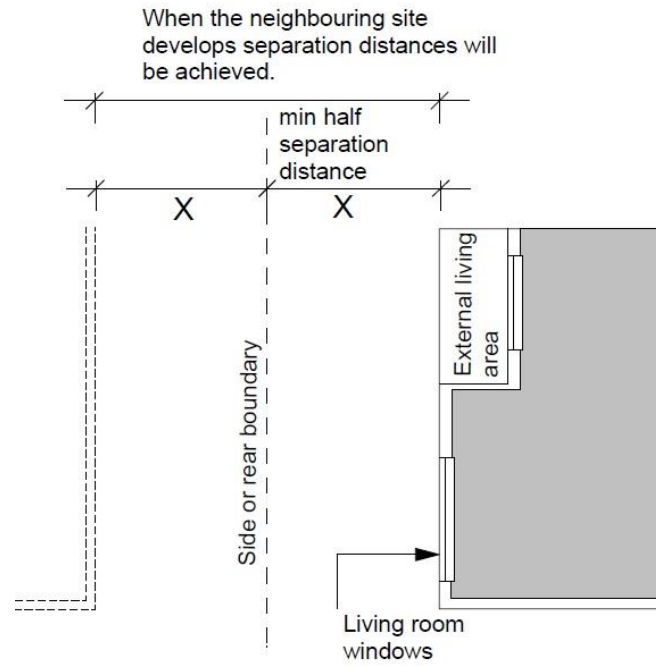 When the neighbouring site
develops separation distances will
be achieved.
min half
separation
distance
X
X
External living
area
Side or rear boundary
Living room
windows